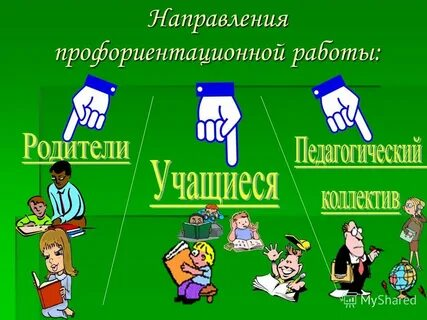 Направления
профориентационной работы:
Родители
Учащиеся
Педагогический
коллектив
MyShared